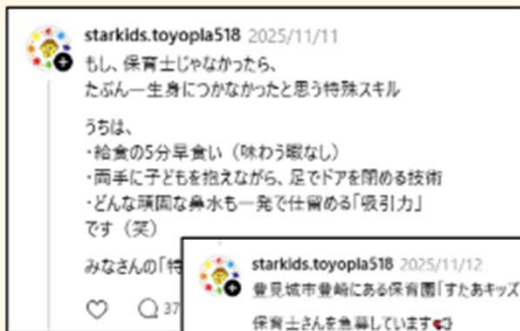 starkids.toyopla518 2025/11/11
もし、保育士じゃなかったら、
たぶん一生身につかなかったと思う特殊スキル
うちは、
・給食の5分早食い（味わう暇なし）
・両手に子どもを抱えながら、足でドアを閉める技術
・どんな頑固な鼻水も一発で仕留める「吸引力」
です（笑）
みなさんの「特
37
starkids.toyopla518 2025/11/12
豊見城市豊崎にある保育園「すたあキッズ
保育士さんを急募しています📢